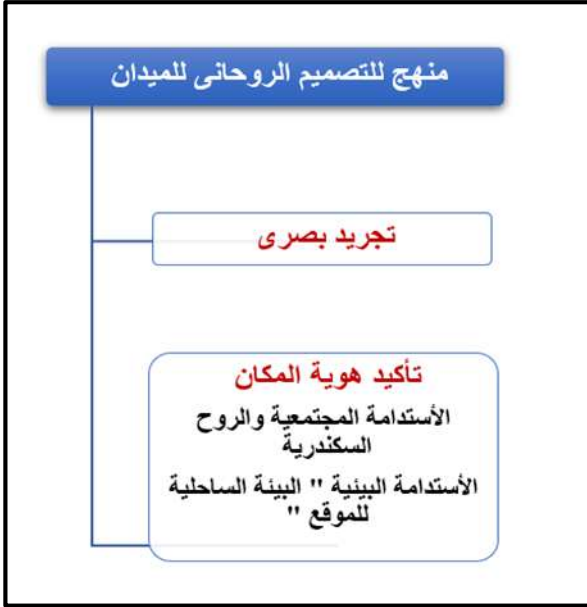 منهج للتصميم الروحانى للميدان
تجريد بصرى
تأكيد هوية المكان
الأستدامة المجتمعية والروح
السكندرية
الأستدامة البيئية " البيئة الساحلية
للموقع "